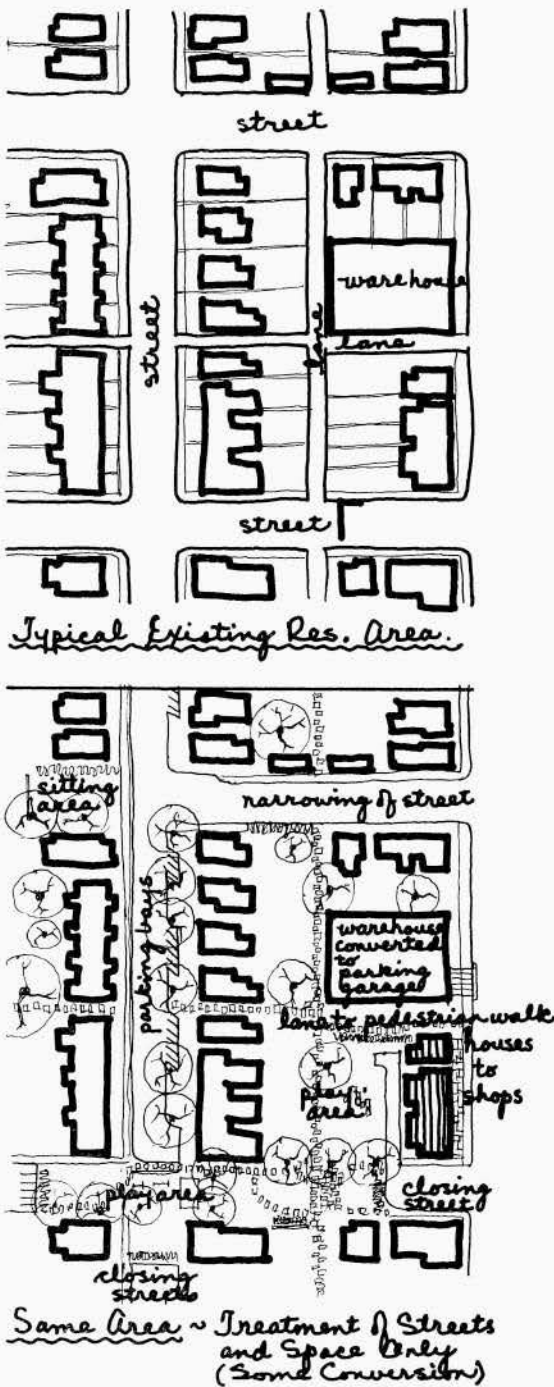 street
warehouse
lane
lane
street
street
Typical Existing Res. Area.
sitting
area
narrowing of street
parking bays
warehouse
converted
to
parking
garage
lane to pedestrian walk
houses
to
shops
play
area
play area
closing
street
closing
streets
Same Area ~ Treatment of Streets
and Space Only
(Some Conversion)